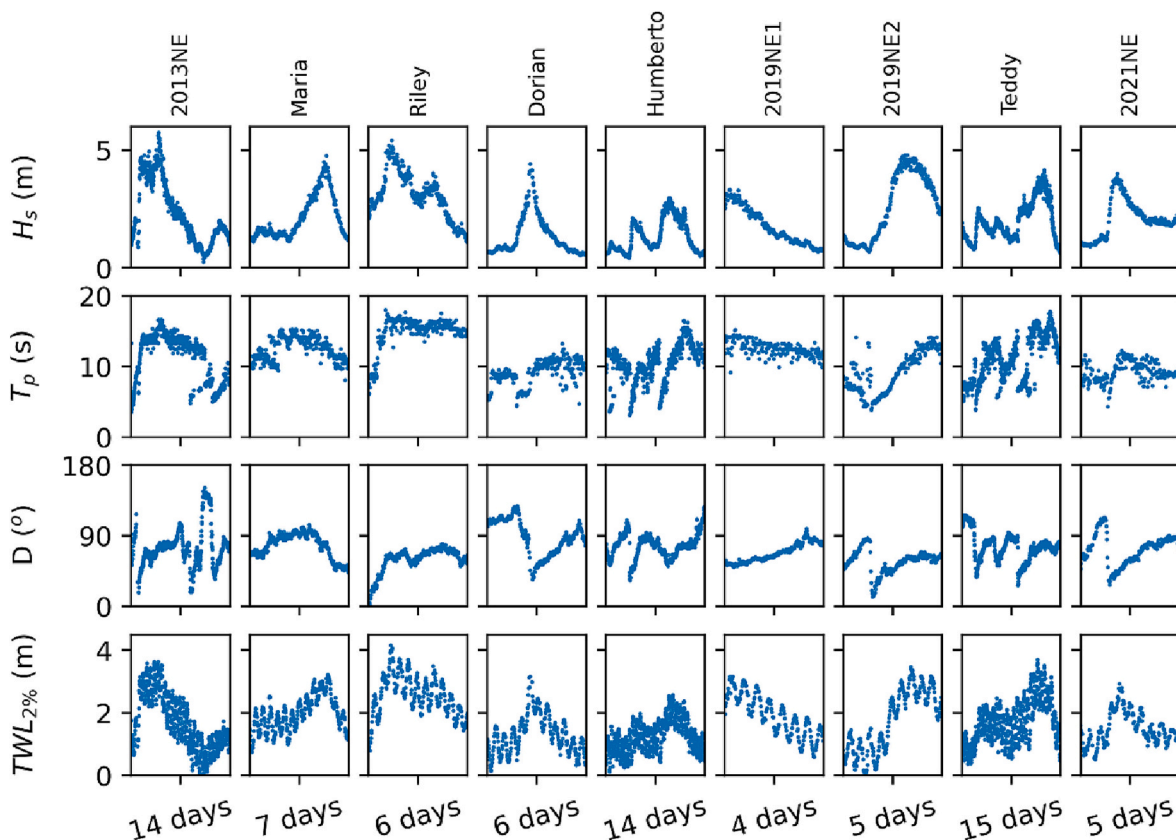 2013NE Maria Riley Dorian Humberto 2019NE1 2019NE2 Teddy 2021NE
5
H_s (m)
0
20
T_p (s)
10
0
180
D (°)
90
0
4
TWL_2% (m)
2
0
14 days 7 days 6 days 6 days 14 days 4 days 5 days 15 days 5 days